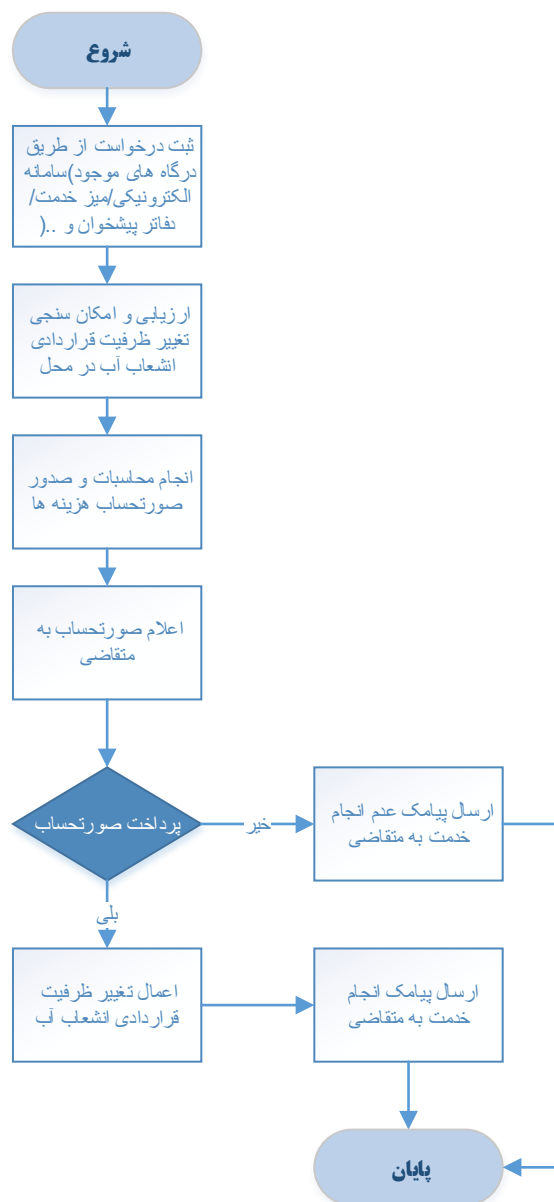 شروع
ثبت درخواست از طریق
درگاه های موجود)سامانه
الکترونیکی/میز خدمت/
دفاتر پیشخوان و ..(
ارزیابی و امکان سنجی
تغییر ظرفیت قراردادی
انشعاب آب در محل
انجام محاسبات و صدور
صورتحساب هزینه ها
اعلام صورتحساب به
متقاضی
پرداخت صورتحساب
خیر
ارسال پیامک عدم انجام
خدمت به متقاضی
بلی
اعمال تغییر ظرفیت
قراردادی انشعاب آب
ارسال پیامک انجام
خدمت به متقاضی
پایان